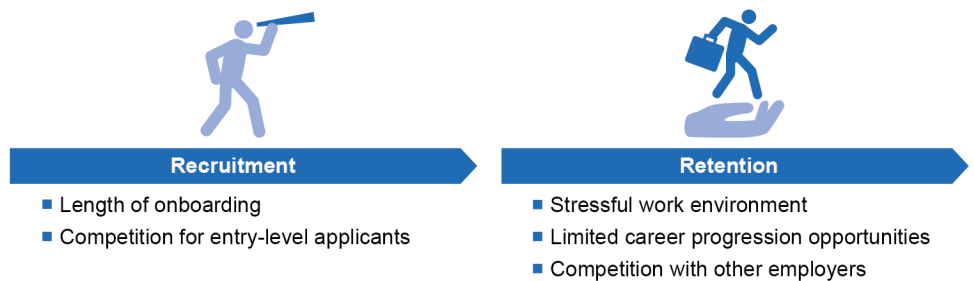 Recruitment
Length of onboarding
Competition for entry-level applicants
Retention
Stressful work environment
Limited career progression opportunities
Competition with other employers